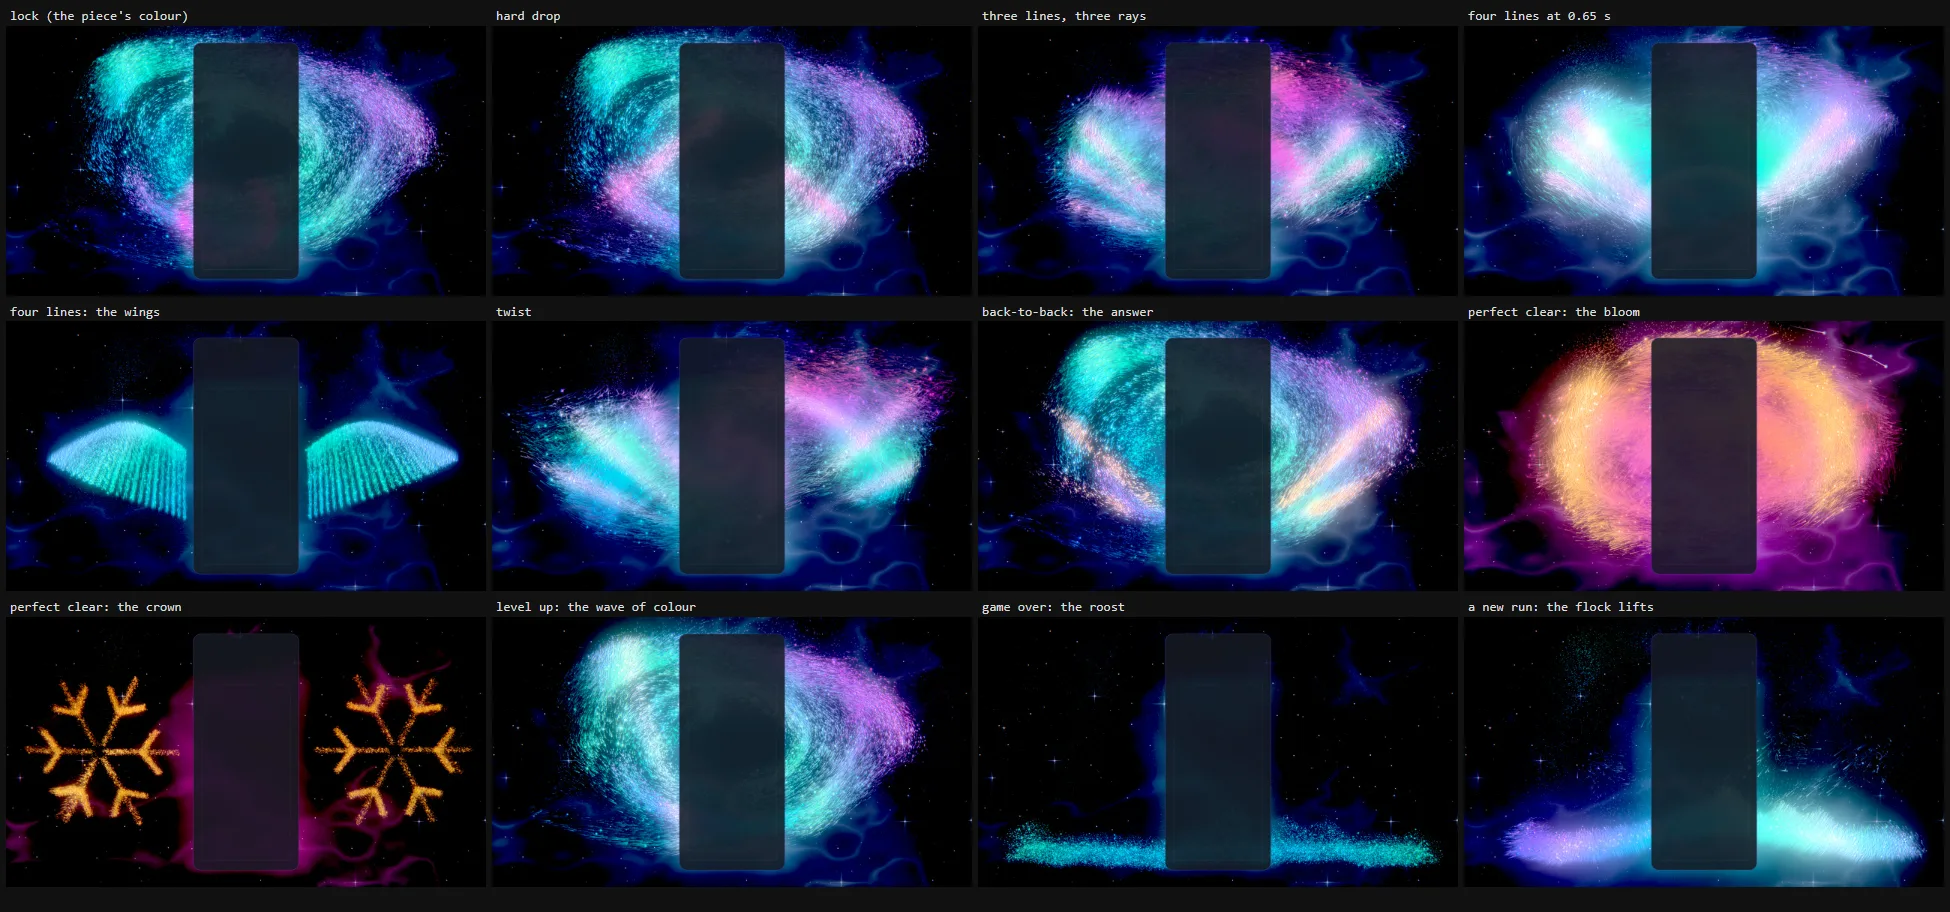 lock (the piece's colour)
hard drop
three lines, three rays
four lines at 0.65 s
four lines: the wings
twist
back-to-back: the answer
perfect clear: the bloom
perfect clear: the crown
level up: the wave of colour
game over: the roost
a new run: the flock lifts